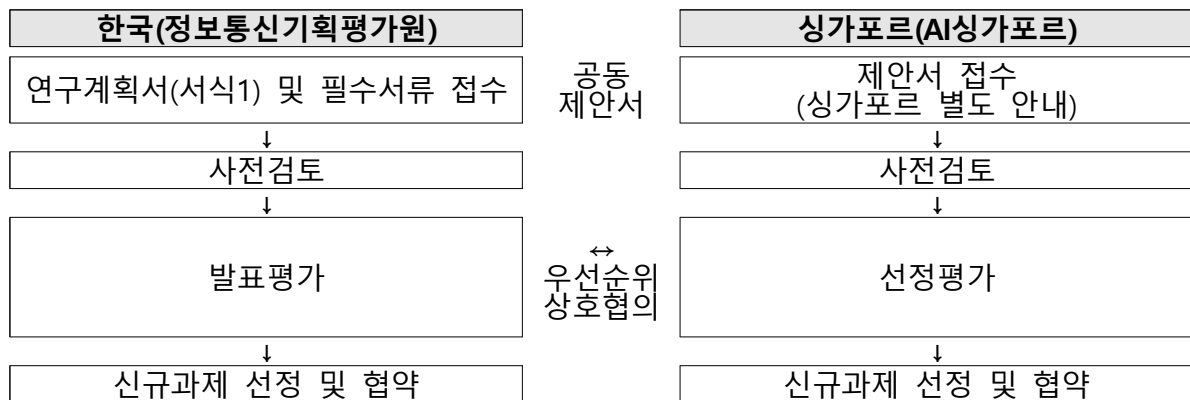 한국(정보통신기획평가원)
싱가포르(AI싱가포르)
연구계획서(서식1) 및 필수서류 접수
공동
제안서
제안서 접수
(싱가포르 별도 안내)
↓
↓
사전검토
사전검토
↓
↓
발표평가
↔
우선순위
상호협의
선정평가
↓
↓
신규과제 선정 및 협약
신규과제 선정 및 협약